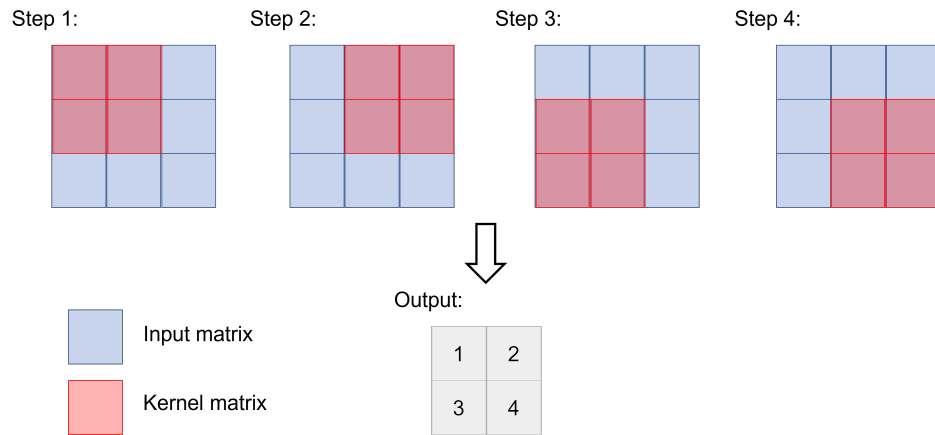 Step 1:
Step 2:
Step 3:
Step 4:
Output:
1 2
3 4
Input matrix
Kernel matrix